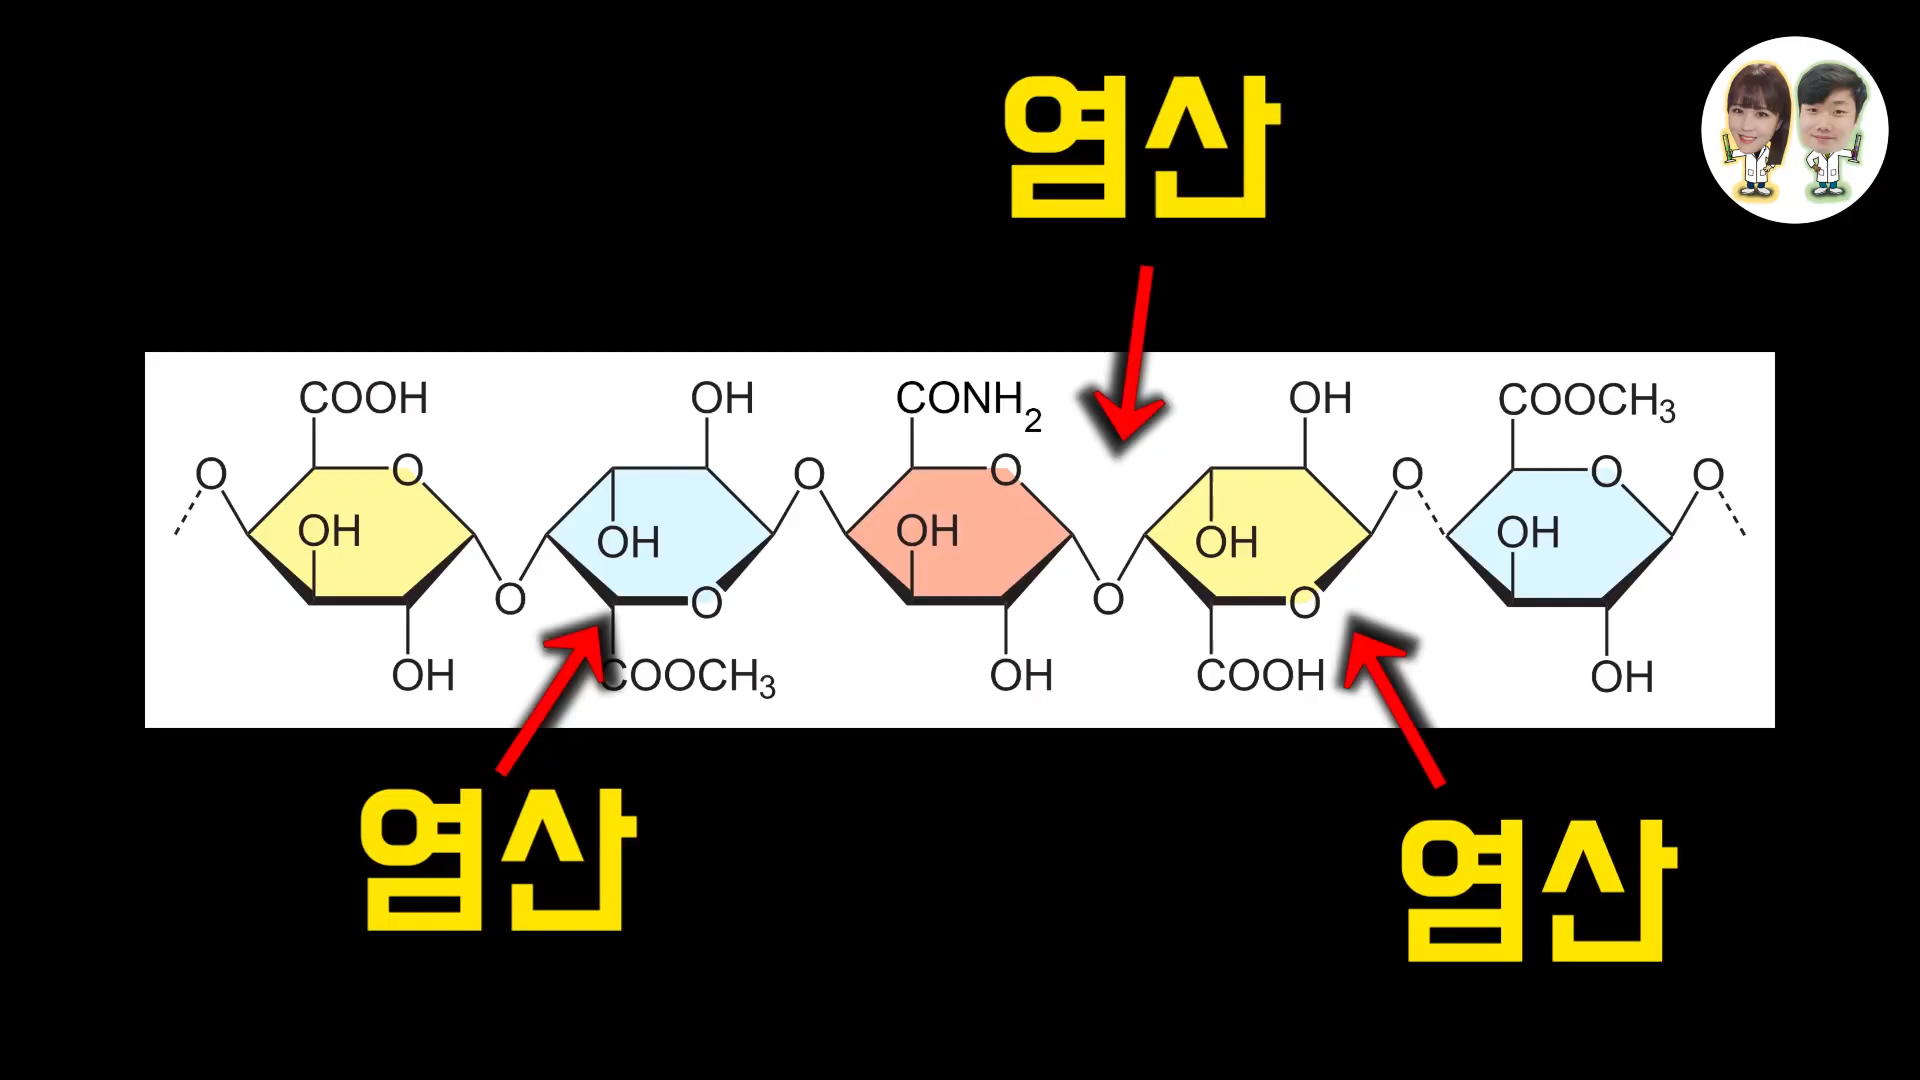 염산
COOH OH CONH2 OH COOCH3
O O O O O O O O
OH OH OH OH OH
O O O O
OH COOCH3 OH COOH OH
염산
염산